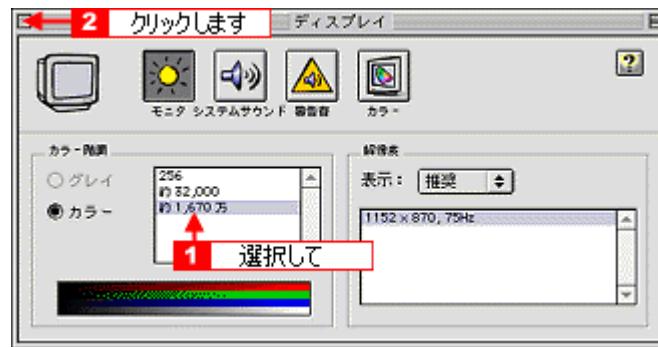 2 クリックします
ディスプレイ
モニタ システムサウンド 警告音 カラー
?
カラー階調
グレイ
カラー
256
約 32,000
約 1,670 万
1 選択して
解像度
表示： 推奨
1152 x 870, 75Hz